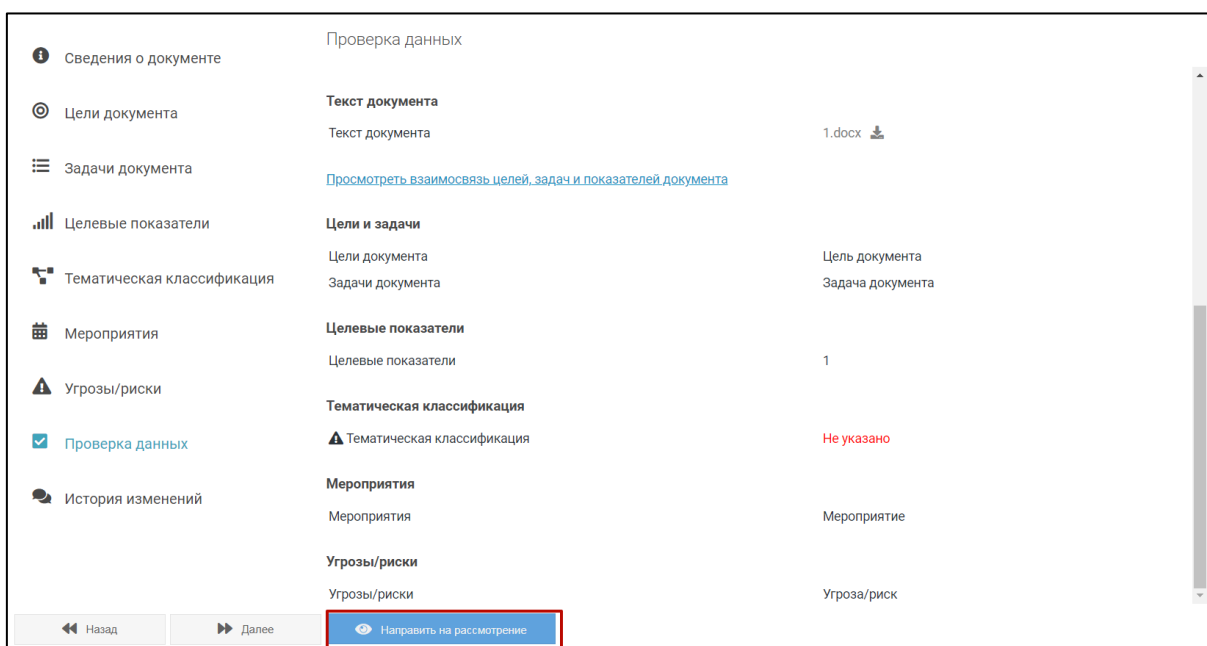 Сведения о документе
Цели документа
Задачи документа
Целевые показатели
Тематическая классификация
Мероприятия
Угрозы/риски
Проверка данных
История изменений
Проверка данных
Текст документа
Текст документа 1.docx
Просмотреть взаимосвязь целей, задач и показателей документа
Цели и задачи
Цели документа Цель документа
Задачи документа Задача документа
Целевые показатели
Целевые показатели 1
Тематическая классификация
Тематическая классификация Не указано
Мероприятия
Мероприятия Мероприятие
Угрозы/риски
Угрозы/риски Угроза/риск
Назад Далее Направить на рассмотрение